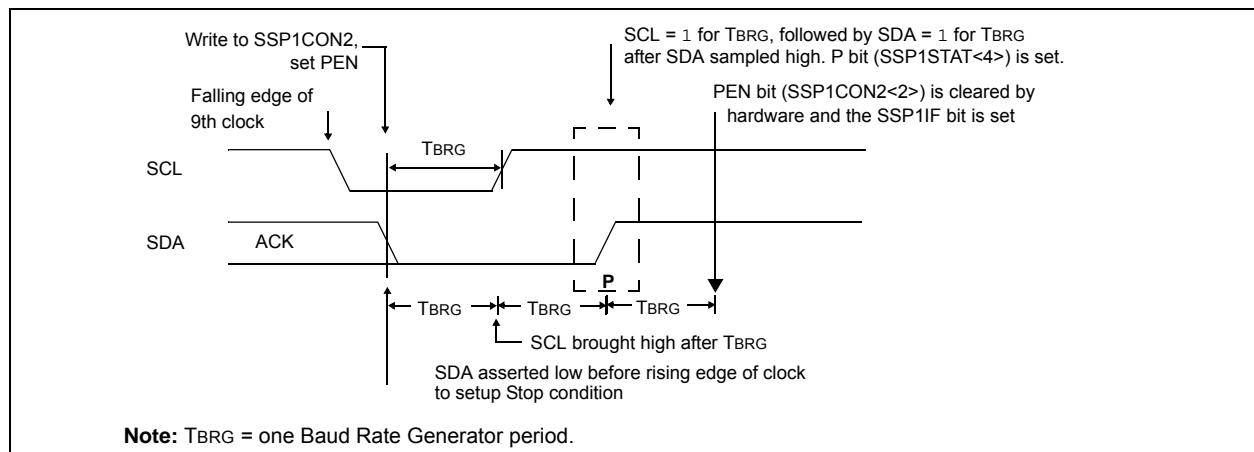 Write to SSP1CON2,
set PEN
SCL = 1 for TBRG, followed by SDA = 1 for TBRG
after SDA sampled high. P bit (SSP1STAT<4>) is set.
Falling edge of
9th clock
PEN bit (SSP1CON2<2>) is cleared by
hardware and the SSP1IF bit is set
TBRG
SCL
SDA
ACK
P
TBRG
TBRG
TBRG
SCL brought high after TBRG
SDA asserted low before rising edge of clock
to setup Stop condition
Note: TBRG = one Baud Rate Generator period.